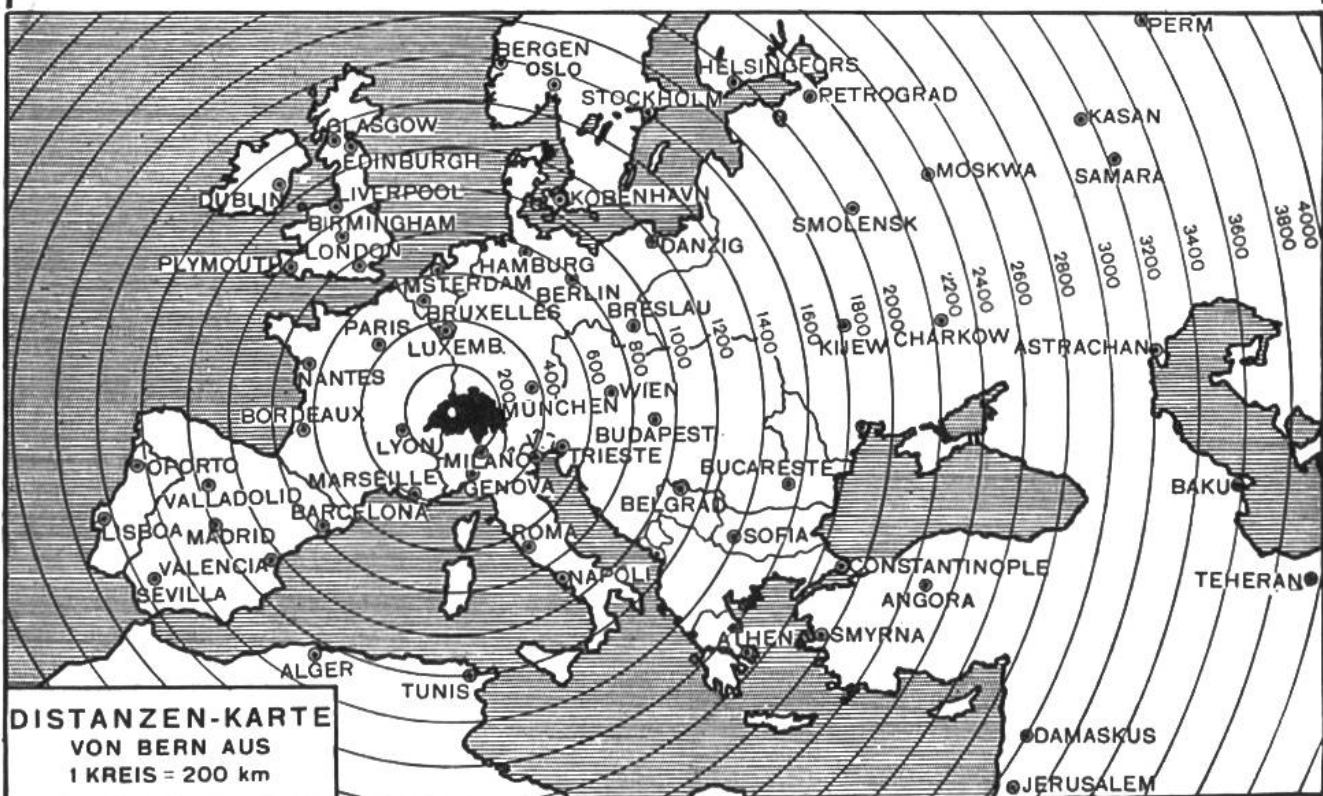 PERM
BERGEN
OSLO
HELSINGFORS
STOCKHOLM
PETROGRAD
KASAN
GLASGOW
EDINBURGH
MOSKWA
SAMARA
DUBLIN
LIVERPOOL
KOBENHAVN
BIRMINGHAM
SMOLENSK
LONDON
DANZIG
PLYMOUTH
HAMBURG
AMSTERDAM
BERLIN
BRUXELLES
BRESLAU
PARIS
LUXEMB.
KIJEW
CHARKOW
ASTRACHAN
NANTES
WIEN
MÜNCHEN
BORDEAUX
BUDAPEST
LYON
MILANO
TRIESTE
OPORTO
BUCARESTE
MARSEILLE
GENOVA
VALLADOLID
BELGRAD
BAKU
BARCELONA
LISBOA
MADRID
ROMA
SOFIA
VALENCIA
CONSTANTINOPLE
NAPOLI
TEHERAN
SEVILLA
ANGORA
ATHEN
SMYRNA
ALGER
TUNIS
DAMASKUS
JERUSALEM
200
400
600
800
1000
1200
1400
1600
1800
2000
2200
2400
2600
2800
3000
3200
3400
3600
3800
4000
DISTANZEN-KARTE
VON BERN AUS
1 KREIS = 200 km